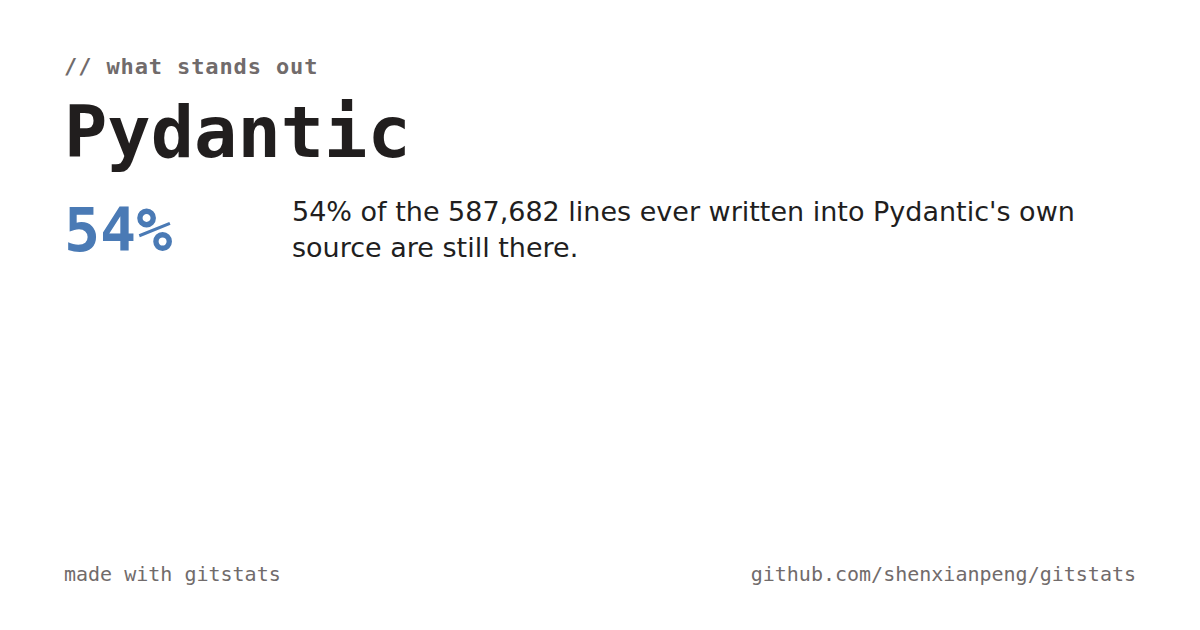 // what stands out
Pydantic
54%
54% of the 587,682 lines ever written into Pydantic's own
source are still there.
made with gitstats
github.com/shenxianpeng/gitstats